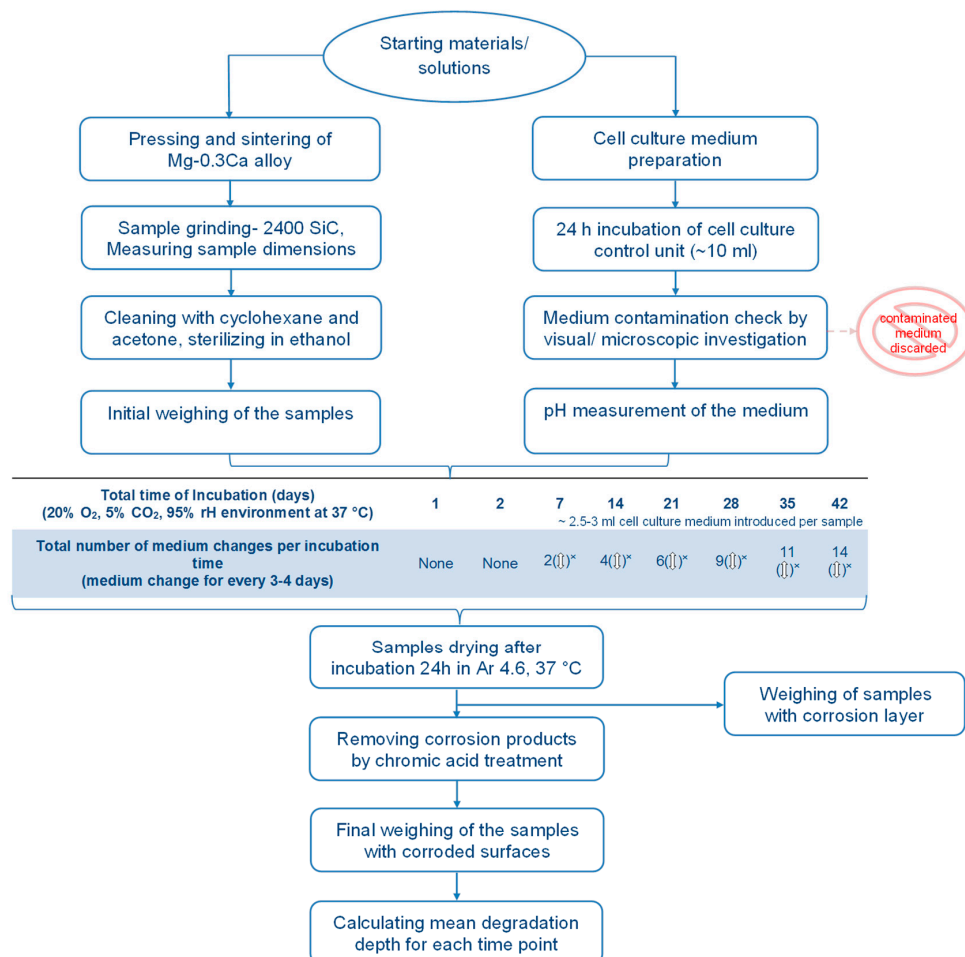 Starting materials/
solutions
Pressing and sintering of
Mg-0.3Ca alloy
Sample grinding- 2400 SiC,
Measuring sample dimensions
Cleaning with cyclohexane and
acetone, sterilizing in ethanol
Initial weighing of the samples
Cell culture medium
preparation
24 h incubation of cell culture
control unit (~10 ml)
Medium contamination check by
visual/ microscopic investigation
contaminated
medium
discarded
pH measurement of the medium
Total time of Incubation (days)
(20% O₂, 5% CO₂, 95% rH environment at 37 °C)
1 2 7 14 21 28 35 42
~ 2.5-3 ml cell culture medium introduced per sample
Total number of medium changes per incubation
time
(medium change for every 3-4 days)
None None 2(⇕)ˣ 4(⇕)ˣ 6(⇕)ˣ 9(⇕)ˣ 11 (⇕)ˣ 14 (⇕)ˣ
Samples drying after
incubation 24h in Ar 4.6, 37 °C
Weighing of samples
with corrosion layer
Removing corrosion products
by chromic acid treatment
Final weighing of the samples
with corroded surfaces
Calculating mean degradation
depth for each time point